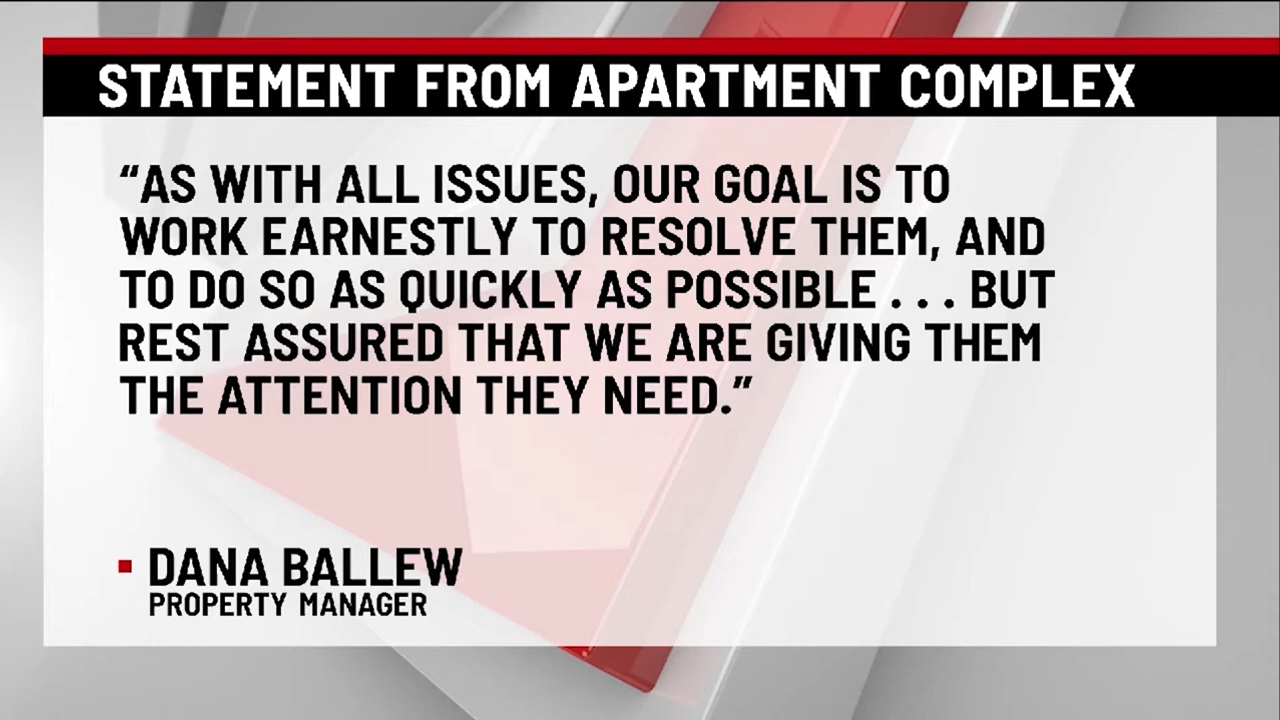 STATEMENT FROM APARTMENT COMPLEX
“AS WITH ALL ISSUES, OUR GOAL IS TO
WORK EARNESTLY TO RESOLVE THEM, AND
TO DO SO AS QUICKLY AS POSSIBLE . . . BUT
REST ASSURED THAT WE ARE GIVING THEM
THE ATTENTION THEY NEED.”
DANA BALLEW
PROPERTY MANAGER